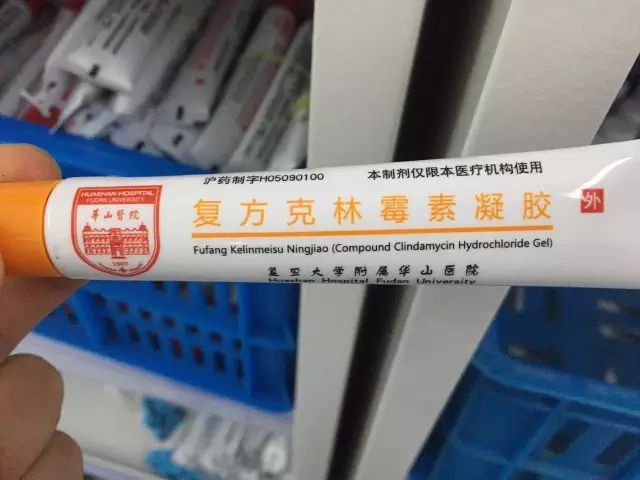 沪药制字H05090100 本制剂仅限本医疗机构使用
HUASHAN HOSPITAL
FUDAN UNIVERSITY
華山醫院
1907
复方克林霉素凝胶 外
Fufang Kelinmeisu Ningjiao (Compound Clindamycin Hydrochloride Gel)
复旦大学附属华山医院
Huashan Hospital Fudan University